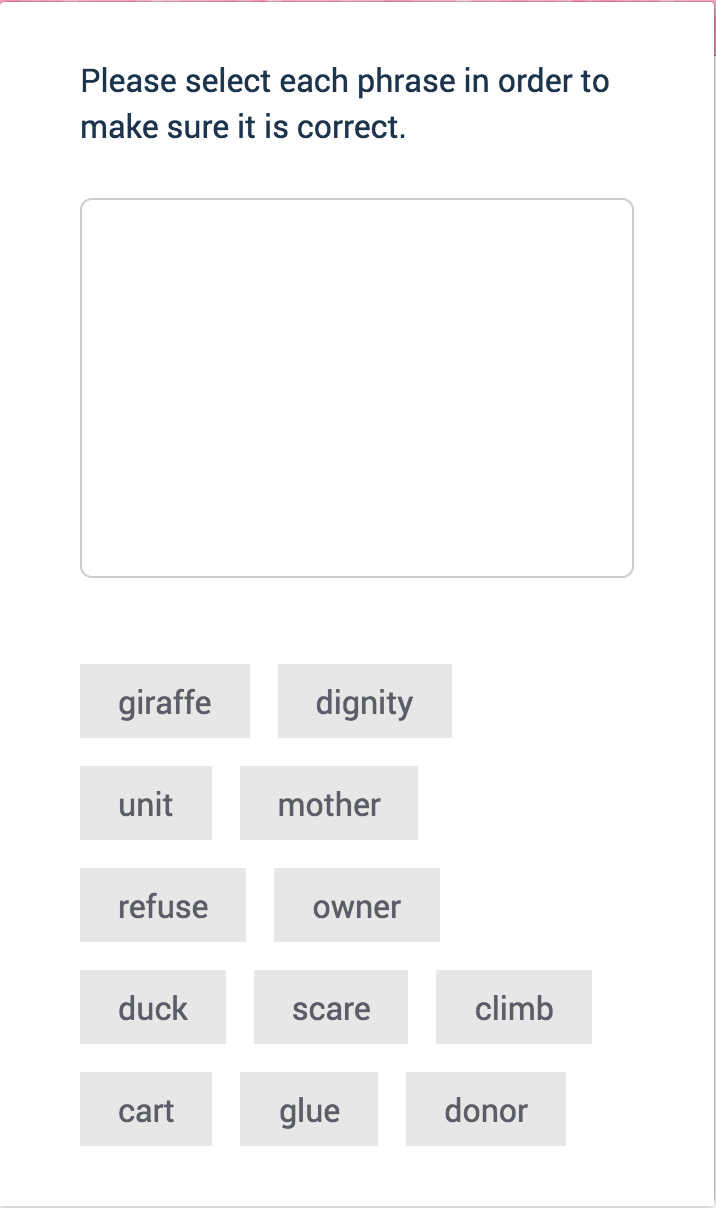 Please select each phrase in order to
make sure it is correct.
giraffe dignity
unit mother
refuse owner
duck scare climb
cart glue donor